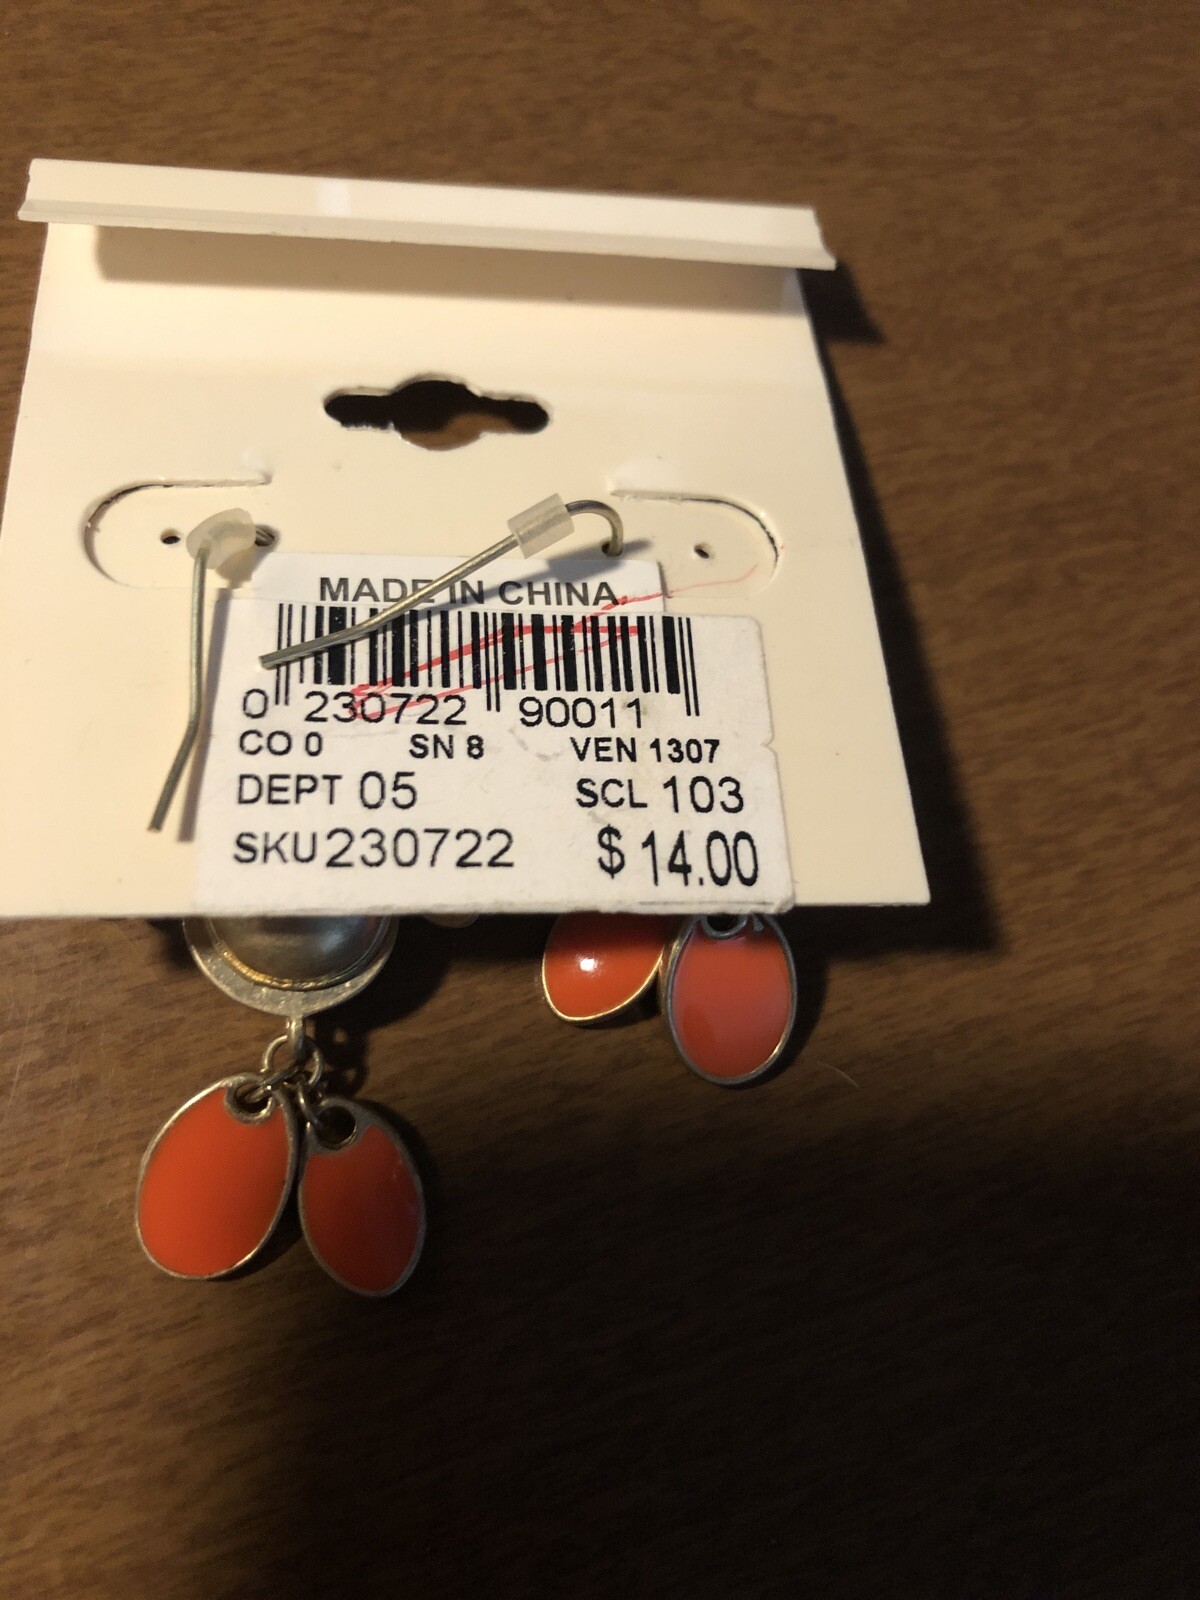 MADE IN CHINA
0 230722 90011
CO 0 SN 8 VEN 1307
DEPT 05 SCL 103
SKU 230722 $ 14.00